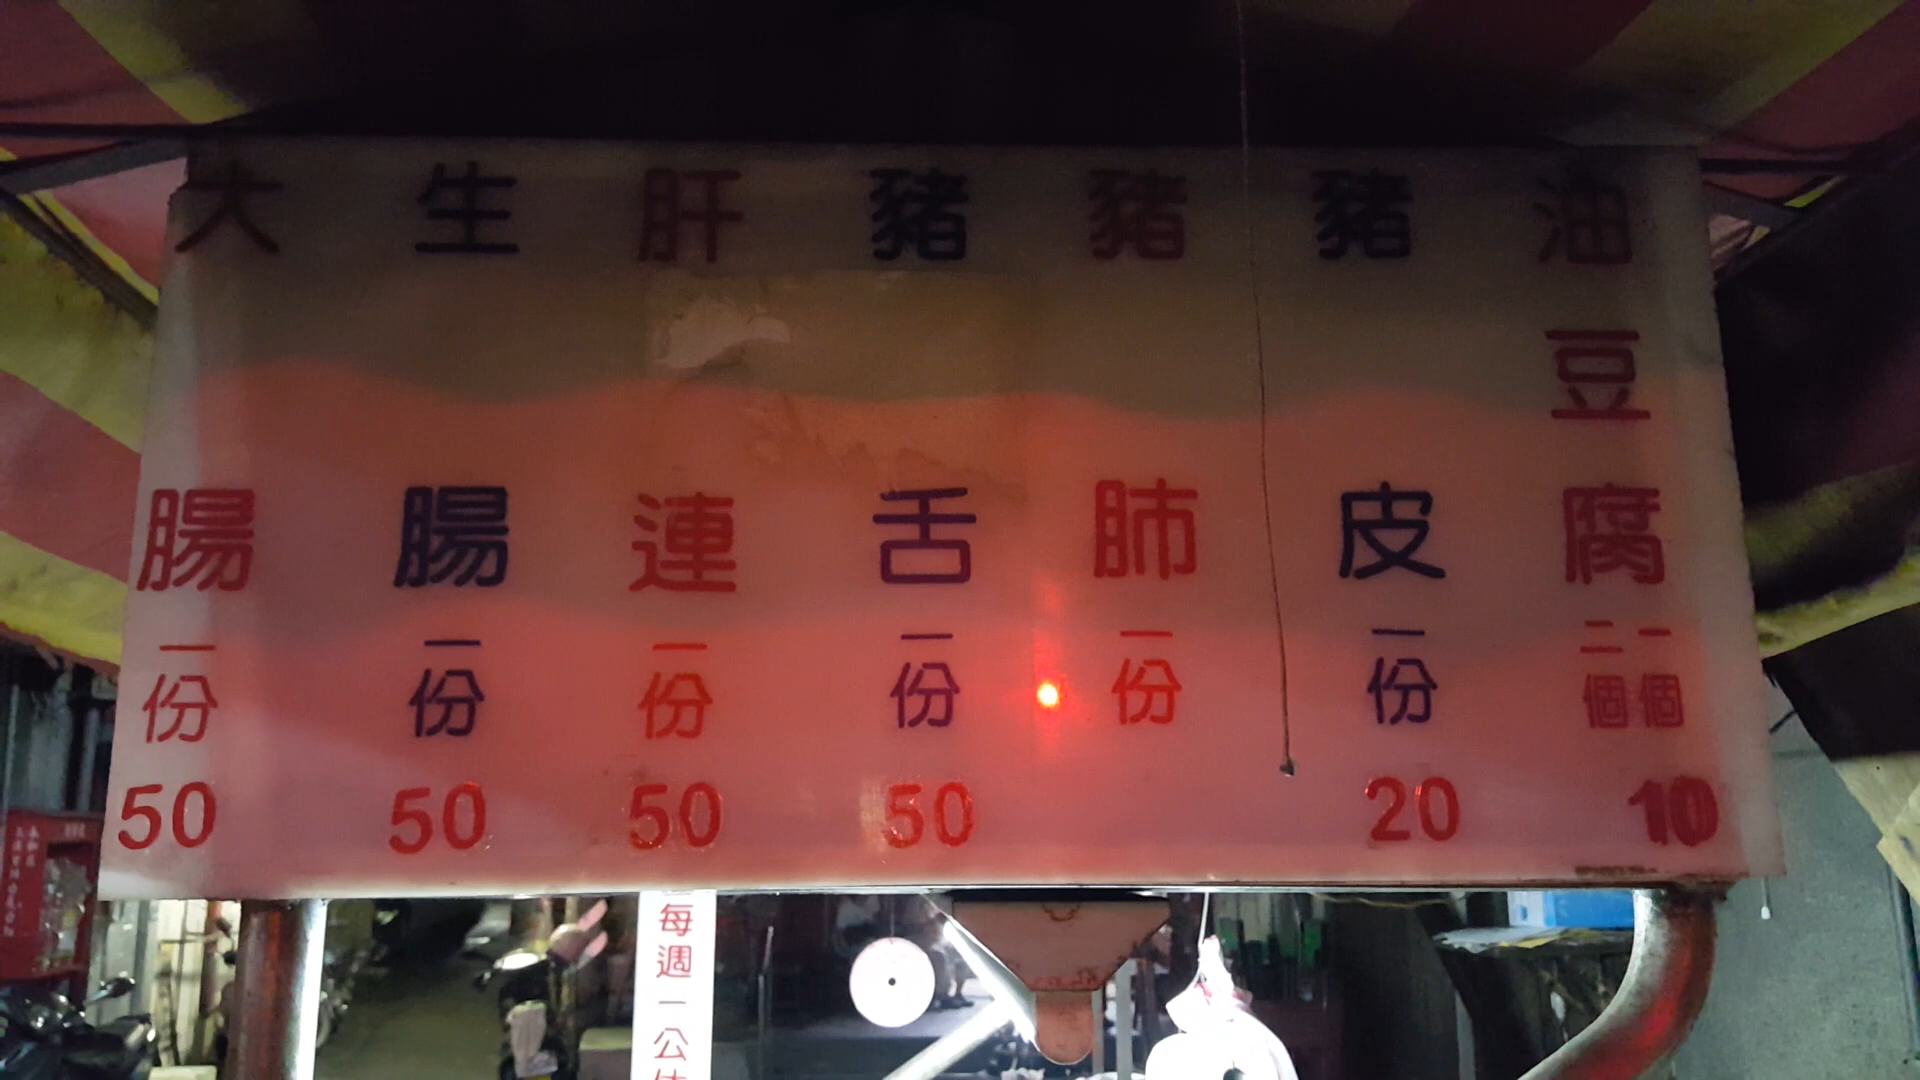 大腸 一份 50
生腸 一份 50
肝連 一份 50
豬舌 一份 50
豬肺 一份
豬皮 一份 20
油豆腐 一個 二個 10
每週一公休